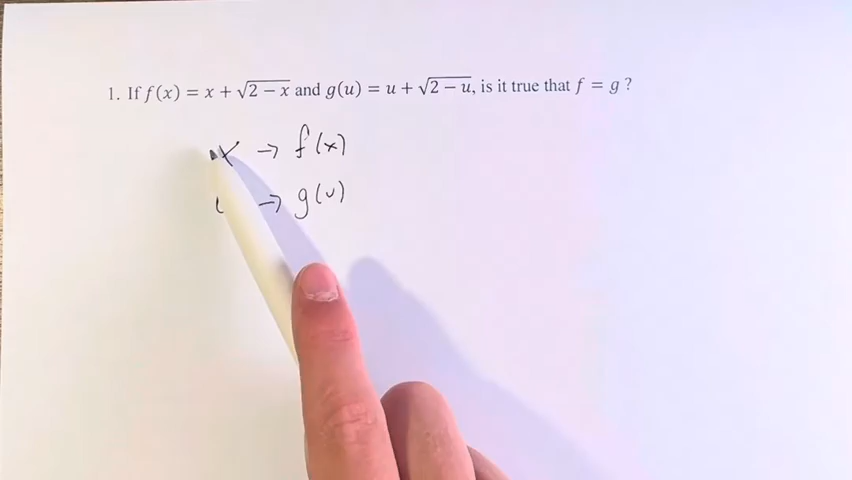 1. If f(x) = x + √2 − x and g(u) = u + √2 − u, is it true that f = g ?
x → f(x)
→ g(u)